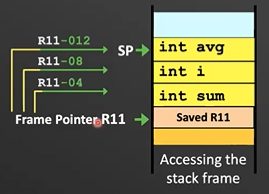 R11-012
SP
int avg
R11-08
int i
R11-04
int sum
Frame Pointer R11
Saved R11
Accessing the
stack frame